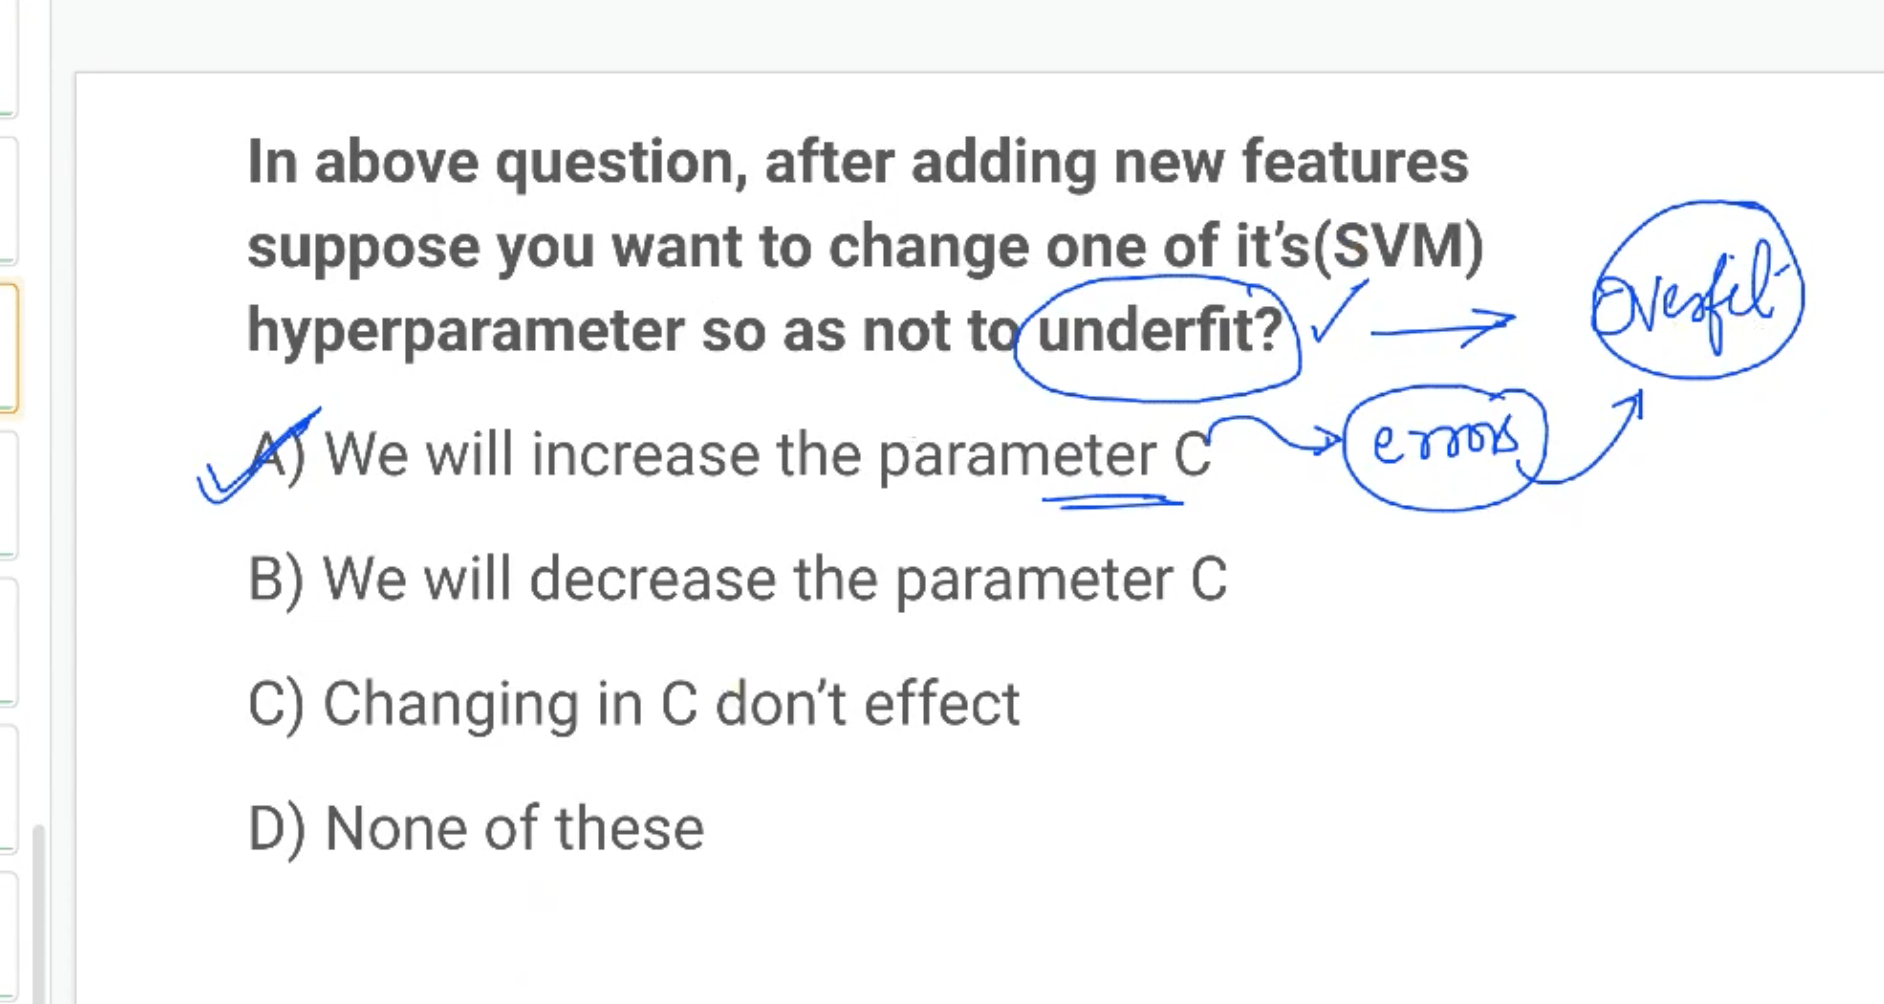 In above question, after adding new features
suppose you want to change one of it's(SVM)
hyperparameter so as not to underfit?
Overfit
A) We will increase the parameter C
errors
B) We will decrease the parameter C
C) Changing in C don't effect
D) None of these